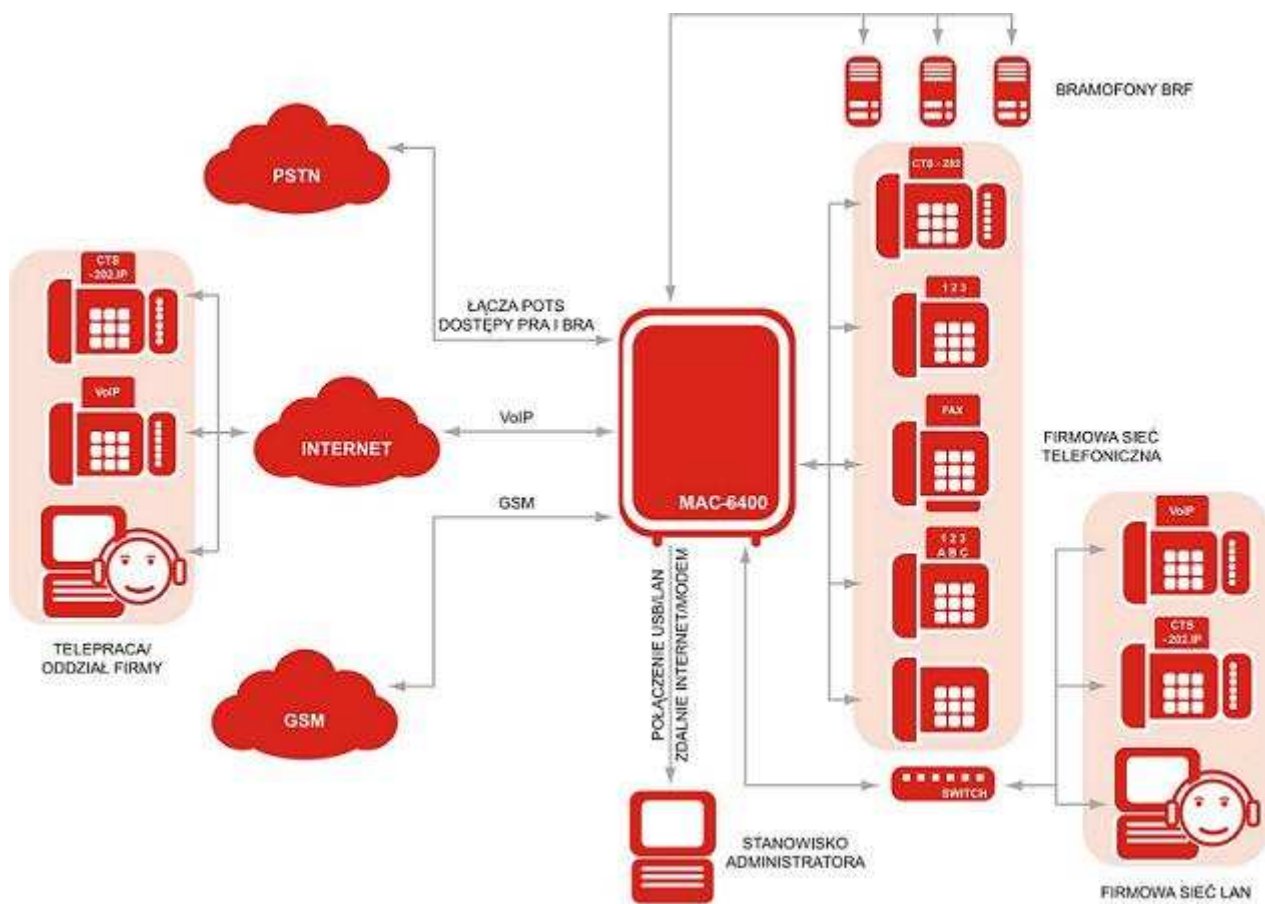 BRAMOFONY BRF
PSTN
CTS - 202
CTS
-202.IP
1 2 3
ŁĄCZA POTS
DOSTĘPY PRA I BRA
VoIP
VoIP
INTERNET
FAX
FIRMOWA SIEĆ
TELEFONICZNA
GSM
MAC-6400
VoIP
1 2 3
A B C
TELEPRACA/
ODDZIAŁ FIRMY
POŁĄCZENIE USB/LAN
ZDALNIE INTERNET/MODEM
CTS
-202.IP
GSM
SWITCH
STANOWISKO
ADMINISTRATORA
FIRMOWA SIEĆ LAN